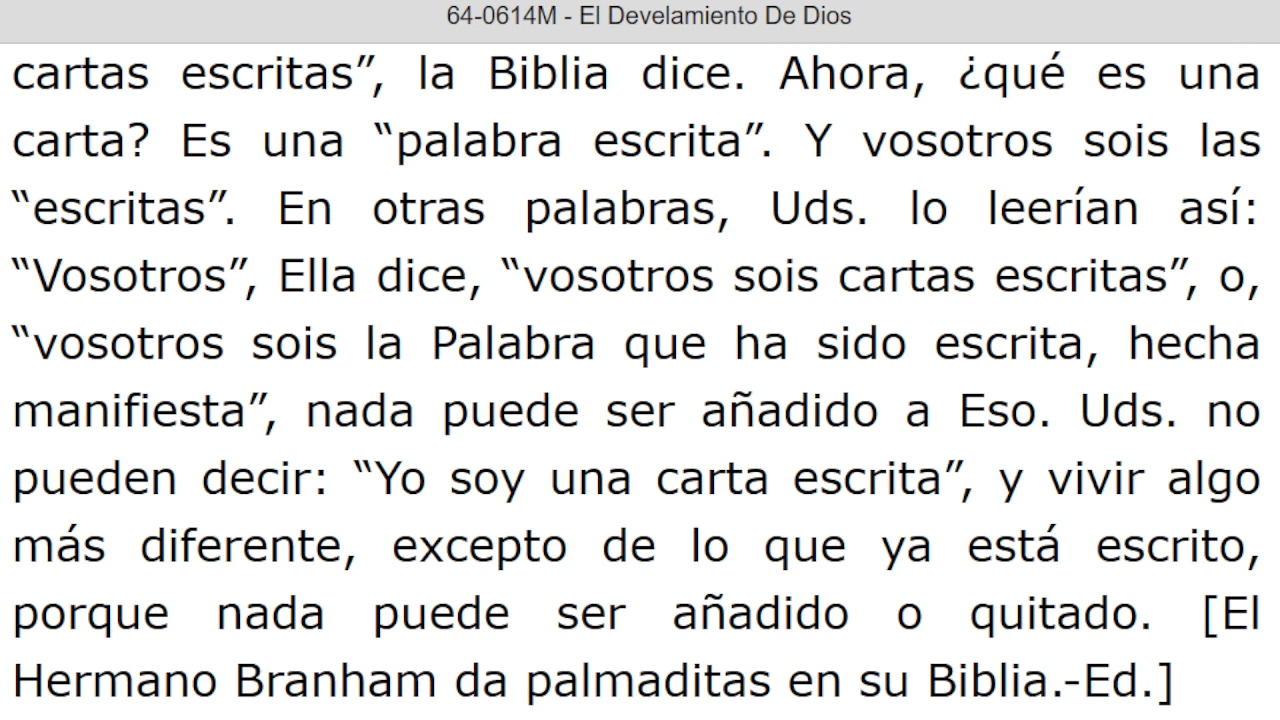 64-0614M - El Develamiento De Dios
cartas escritas”, la Biblia dice. Ahora, ¿qué es una
carta? Es una “palabra escrita”. Y vosotros sois las
“escritas”. En otras palabras, Uds. lo leerían así:
“Vosotros”, Ella dice, “vosotros sois cartas escritas”, o,
“vosotros sois la Palabra que ha sido escrita, hecha
manifiesta”, nada puede ser añadido a Eso. Uds. no
pueden decir: “Yo soy una carta escrita”, y vivir algo
más diferente, excepto de lo que ya está escrito,
porque nada puede ser añadido o quitado. [El
Hermano Branham da palmaditas en su Biblia.-Ed.]